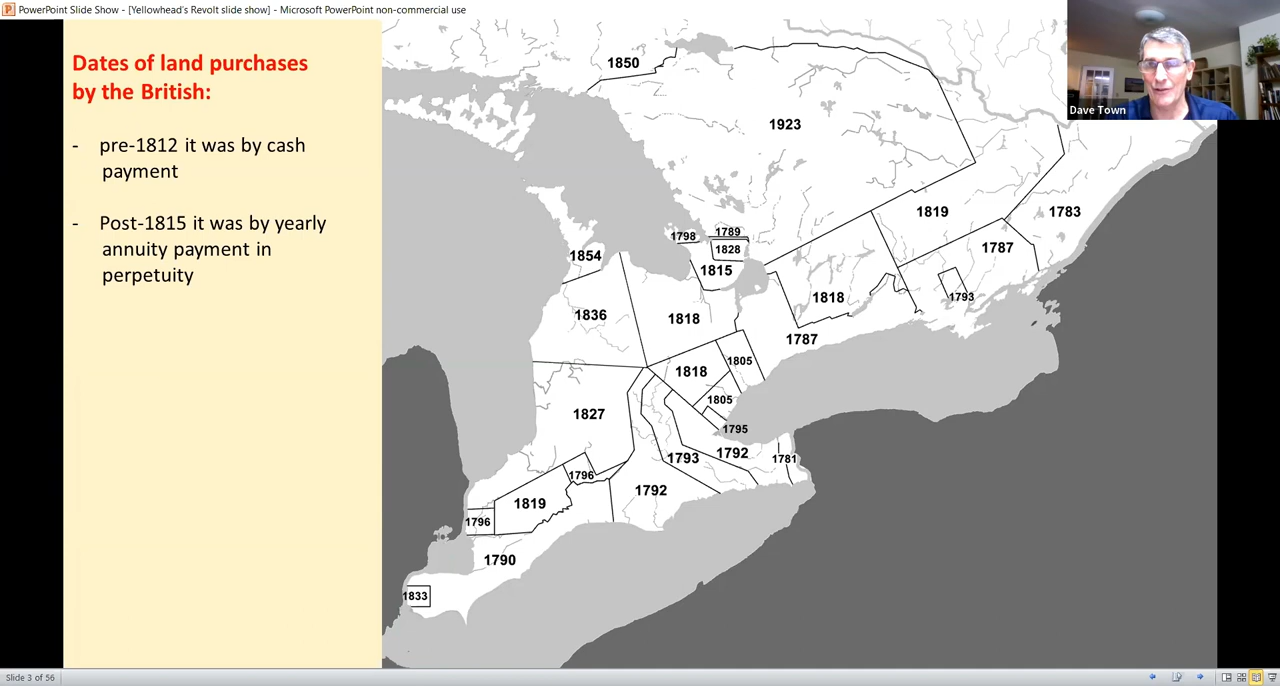 PowerPoint Slide Show - [Yellowhead's Revolt slide show] - Microsoft PowerPoint non-commercial use
Dates of land purchases
by the British:
- pre-1812 it was by cash
payment
- Post-1815 it was by yearly
annuity payment in
perpetuity
Dave Town
1850
1923
1819
1783
1798
1789
1828
1787
1854
1815
1793
1818
1836
1818
1787
1805
1818
1805
1827
1795
1793
1792
1781
1796
1792
1819
1796
1790
1833
Slide 3 of 56